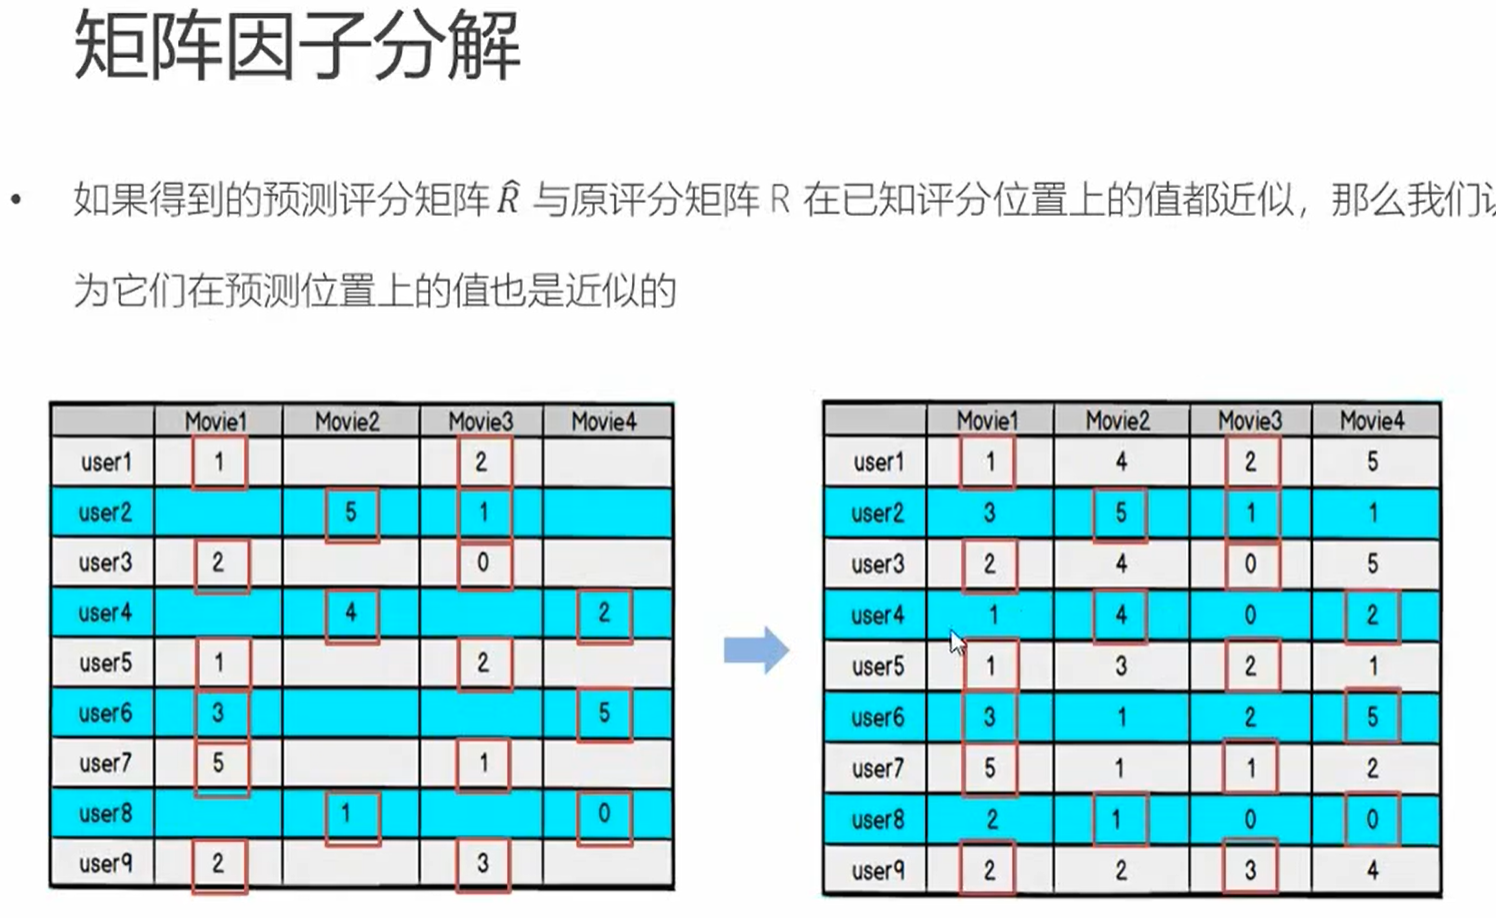 矩阵因子分解
• 如果得到的预测评分矩阵 R̂ 与原评分矩阵 R 在已知评分位置上的值都近似，那么我们认
为它们在预测位置上的值也是近似的
Movie1 Movie2 Movie3 Movie4
user1 1 2
user2 5 1
user3 2 0
user4 4 2
user5 1 2
user6 3 5
user7 5 1
user8 1 0
user9 2 3
Movie1 Movie2 Movie3 Movie4
user1 1 4 2 5
user2 3 5 1 1
user3 2 4 0 5
user4 1 4 0 2
user5 1 3 2 1
user6 3 1 2 5
user7 5 1 1 2
user8 2 1 0 0
user9 2 2 3 4